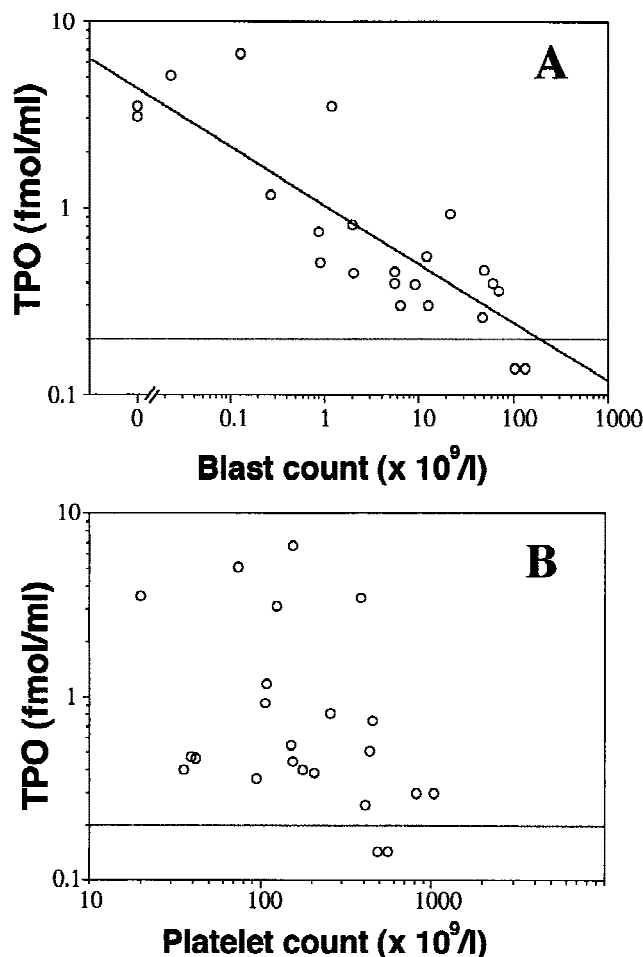 10
A
TPO (fmol/ml)
1
0.1
0 0.1 1 10 100 1000
Blast count (x 10⁹/l)
10
B
TPO (fmol/ml)
1
0.1
10 100 1000
Platelet count (x 10⁹/l)